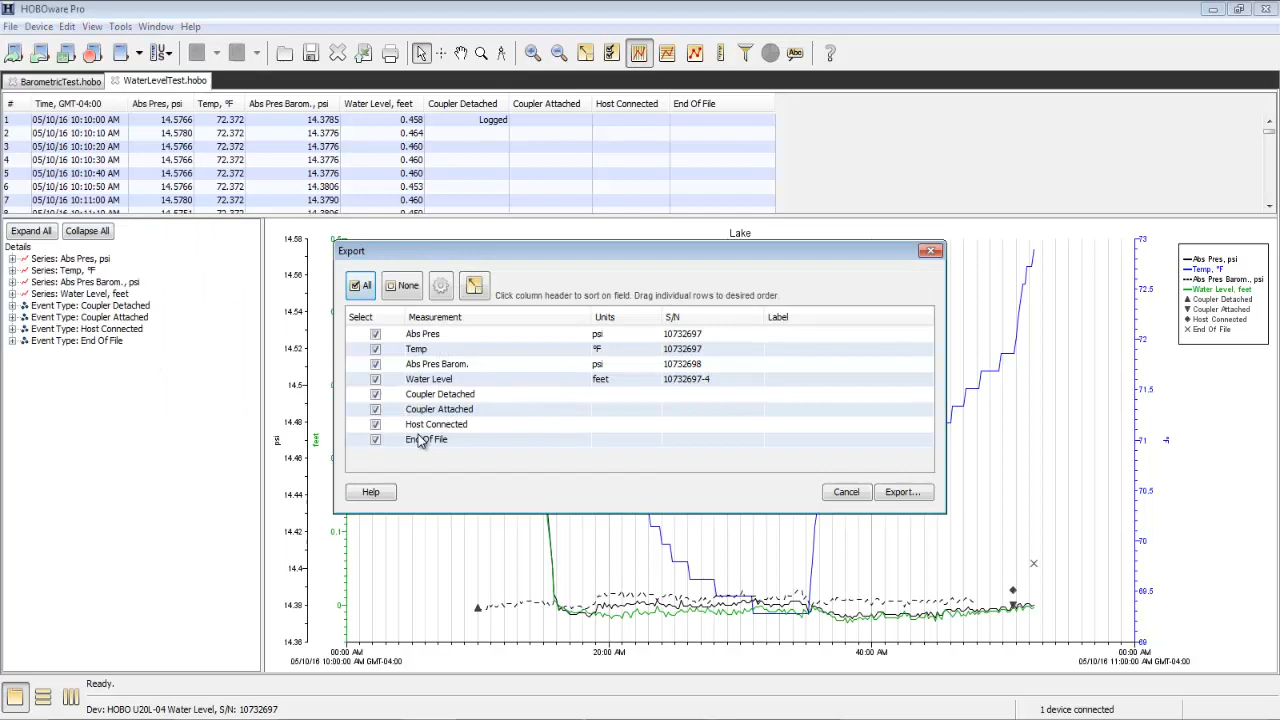 HOBOware Pro
File Device Edit View Tools Window Help
BarometricTest.hobo WaterLevelTest.hobo
# Time, GMT-04:00 Abs Pres, psi Temp, °F Abs Pres Barom., psi Water Level, feet Coupler Detached Coupler Attached Host Connected End Of File
1 05/10/16 10:10:00 AM 14.5766 72.372 14.3785 0.458 Logged
2 05/10/16 10:10:10 AM 14.5780 72.372 14.3776 0.464
3 05/10/16 10:10:20 AM 14.5766 72.372 14.3776 0.460
4 05/10/16 10:10:30 AM 14.5766 72.372 14.3776 0.460
5 05/10/16 10:10:40 AM 14.5766 72.372 14.3776 0.460
6 05/10/16 10:10:50 AM 14.5766 72.372 14.3806 0.453
7 05/10/16 10:11:00 AM 14.5766 72.372 14.3790 0.460
Expand All Collapse All
Details
Series: Abs Pres, psi
Series: Temp, °F
Series: Abs Pres Barom., psi
Series: Water Level, feet
Event Type: Coupler Detached
Event Type: Coupler Attached
Event Type: Host Connected
Event Type: End Of File
Lake
Export
All None Click column header to sort on field. Drag individual rows to desired order.
Select Measurement Units S/N Label
Abs Pres psi 10732697
Temp °F 10732697
Abs Pres Barom. psi 10732698
Water Level feet 10732697-4
Coupler Detached
Coupler Attached
Host Connected
End Of File
Help Cancel Export...
14.58
14.56
14.54
14.52
14.5
14.48
14.46
14.44
14.42
14.4
14.38
14.36
psi
feet
0.1
0
73
72.5
72
71.5
71
70.5
70
69.5
69
°F
Abs Pres, psi
Temp, °F
Abs Pres Barom., psi
Water Level, feet
Coupler Detached
Coupler Attached
Host Connected
End Of File
00:00 AM 20:00 AM 40:00 AM 00:00 AM
05/10/16 10:00:00 AM GMT-04:00 05/10/16 11:00:00 AM GMT-04:00
Ready.
Dev: HOBO U20L-04 Water Level, S/N: 10732697 1 device connected